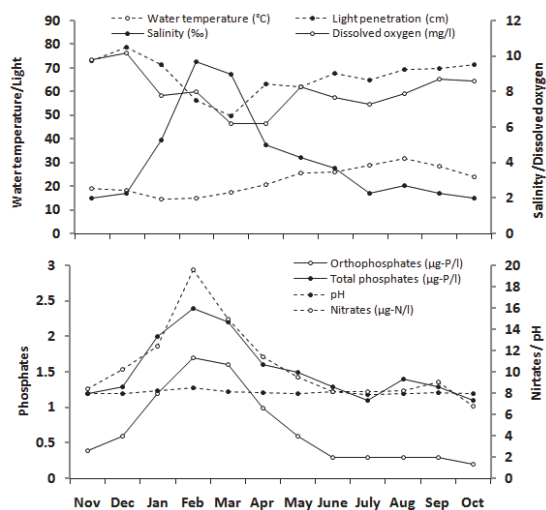 Water temperature (°C)
Light penetration (cm)
Salinity (‰)
Dissolved oxygen (mg/l)
90
80
70
60
50
40
30
20
10
0
Water temperature/Light
12
10
8
6
4
2
0
Salinity /Dissolved oxygen
Orthophosphates (µg-P/l)
Total phosphates (µg-P/l)
pH
Nitrates (µg-N/l)
3
2.5
2
1.5
1
0.5
0
Phosphates
20
18
16
14
12
10
8
6
4
2
0
Nirtates/ pH
Nov Dec Jan Feb Mar Apr May June July Aug Sep Oct